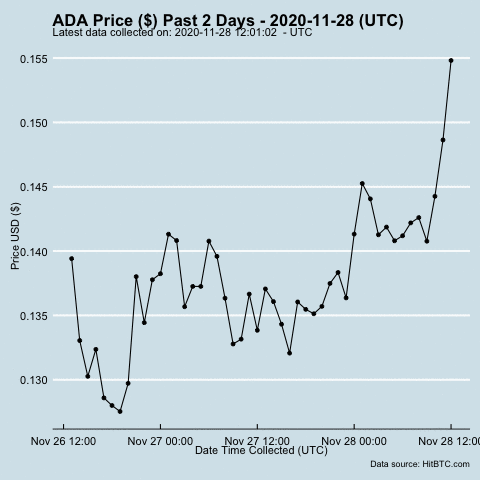 ADA Price ($) Past 2 Days - 2020-11-28 (UTC)
Latest data collected on: 2020-11-28 12:01:02  - UTC
0.155
0.150
0.145
0.140
0.135
0.130
Price USD ($)
Nov 26 12:00 Nov 27 00:00 Nov 27 12:00 Nov 28 00:00 Nov 28 12:00
Date Time Collected (UTC)
Data source: HitBTC.com